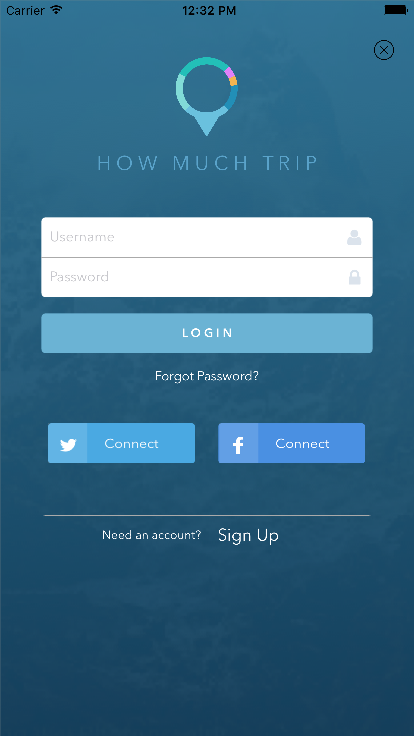 Carrier 12:32 PM
HOW MUCH TRIP
Username
Password
LOGIN
Forgot Password?
Connect Connect
Need an account? Sign Up